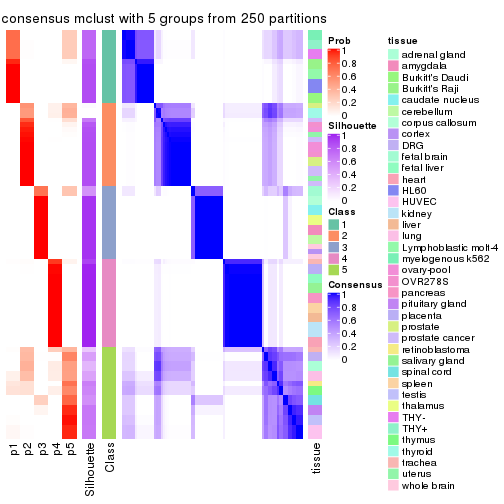 consensus mclust with 5 groups from 250 partitions
Prob
1
0.8
0.6
0.4
0.2
0
Silhouette
1
0.8
0.6
0.4
0.2
0
Class
1
2
3
4
5
Consensus
1
0.8
0.6
0.4
0.2
0
tissue
adrenal gland
amygdala
Burkitt's Daudi
Burkitt's Raji
caudate nucleus
cerebellum
corpus callosum
cortex
DRG
fetal brain
fetal liver
heart
HL60
HUVEC
kidney
liver
lung
Lymphoblastic molt-4
myelogenous k562
ovary-pool
OVR278S
pancreas
pituitary gland
placenta
prostate
prostate cancer
retinoblastoma
salivary gland
spinal cord
spleen
testis
thalamus
THY-
THY+
thymus
thyroid
trachea
uterus
whole brain
p1
p2
p3
p4
p5
Silhouette
Class
tissue